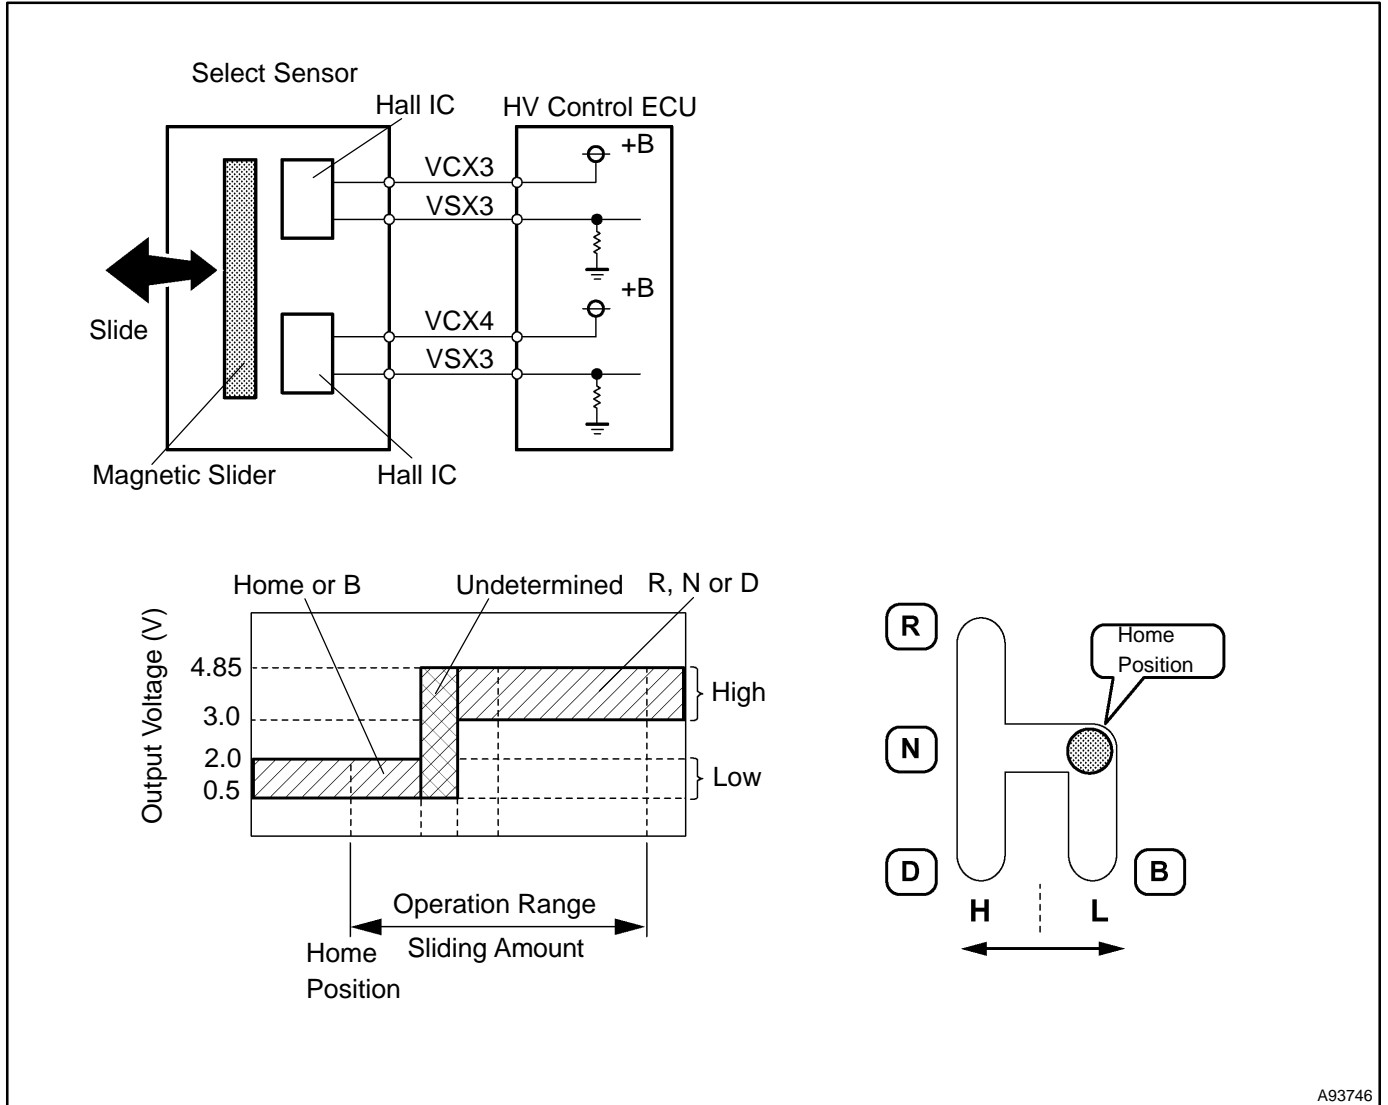 Select Sensor
Hall IC
HV Control ECU
+B
VCX3
VSX3
+B
VCX4
VSX3
Slide
Magnetic Slider
Hall IC
Home or B
Undetermined
R, N or D
Output Voltage (V)
4.85
3.0
2.0
0.5
High
Low
Operation Range
Sliding Amount
Home
Position
R
N
D
B
Home
Position
H
L
A93746